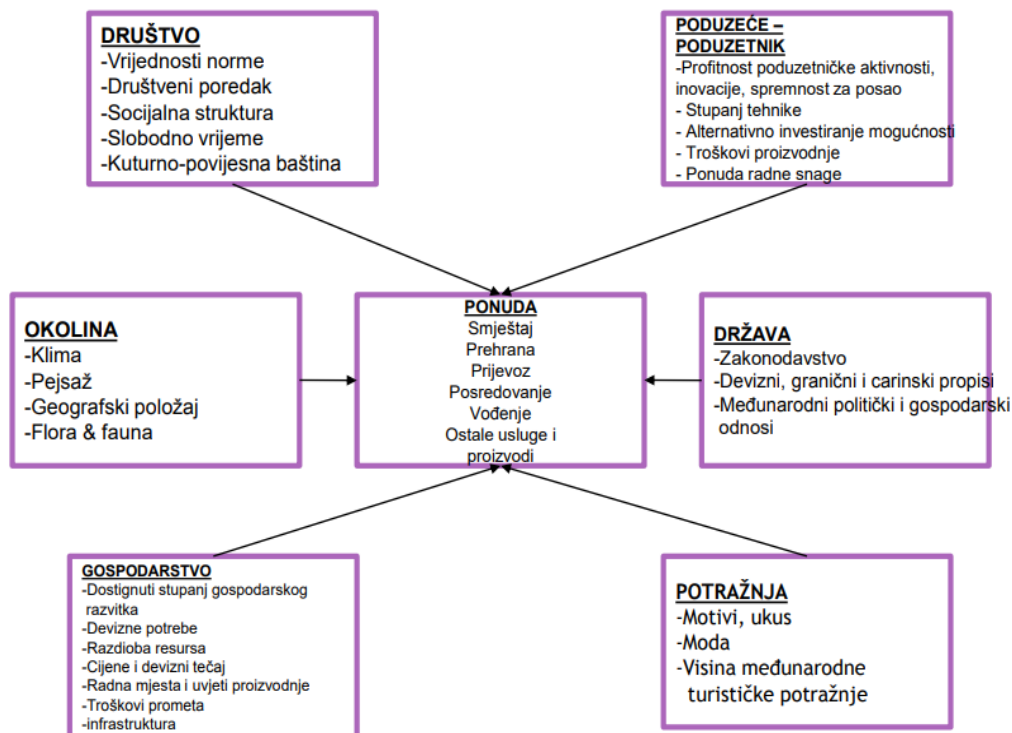 DRUŠTVO
-Vrijednosti norme
-Društveni poredak
-Socijalna struktura
-Slobodno vrijeme
-Kuturno-povijesna baština
PODUZEĆE –
PODUZETNIK
-Profitnost poduzetničke aktivnosti,
inovacije, spremnost za posao
- Stupanj tehnike
- Alternativno investiranje mogućnosti
- Troškovi proizvodnje
- Ponuda radne snage
OKOLINA
-Klima
-Pejsaž
-Geografski položaj
-Flora & fauna
PONUDA
Smještaj
Prehrana
Prijevoz
Posredovanje
Vođenje
Ostale usluge i
proizvodi
DRŽAVA
-Zakonodavstvo
-Devizni, granični i carinski propisi
-Međunarodni politički i gospodarski
odnosi
GOSPODARSTVO
-Dostignuti stupanj gospodarskog
razvitka
-Devizne potrebe
-Razdioba resursa
-Cijene i devizni tečaj
-Radna mjesta i uvjeti proizvodnje
-Troškovi prometa
-infrastruktura
POTRAŽNJA
-Motivi, ukus
-Moda
-Visina međunarodne
turističke potražnje